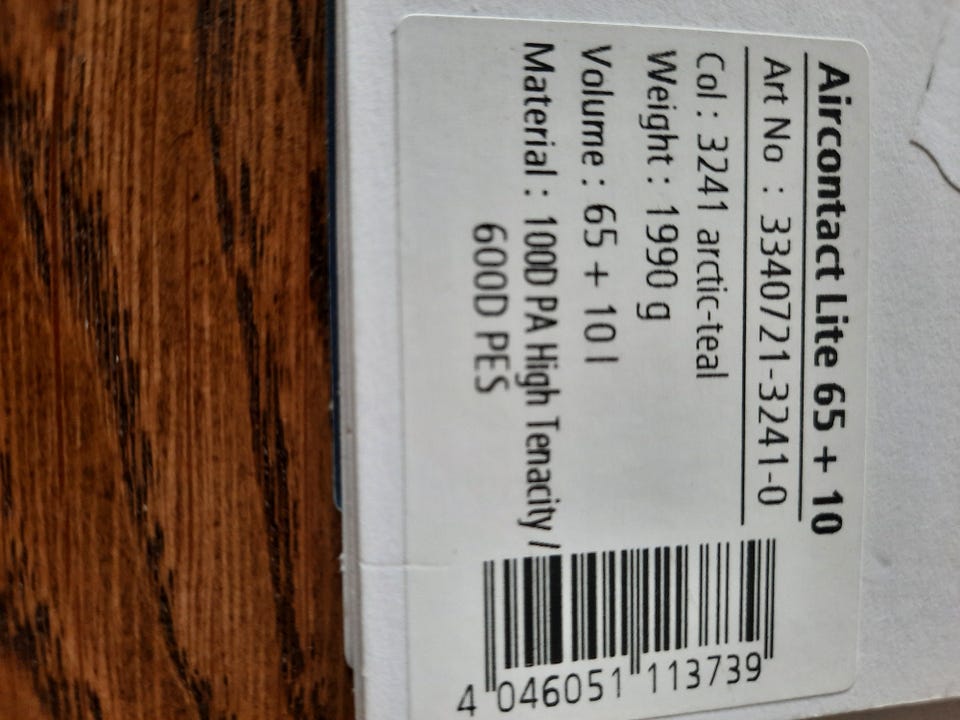 Aircontact Lite 65 + 10
Art No : 3340721-3241-0
Col : 3241 arctic-teal
Weight : 1990 g
Volume : 65 + 10 l
Material : 100D PA High Tenacity /
600D PES
4 046051 113739